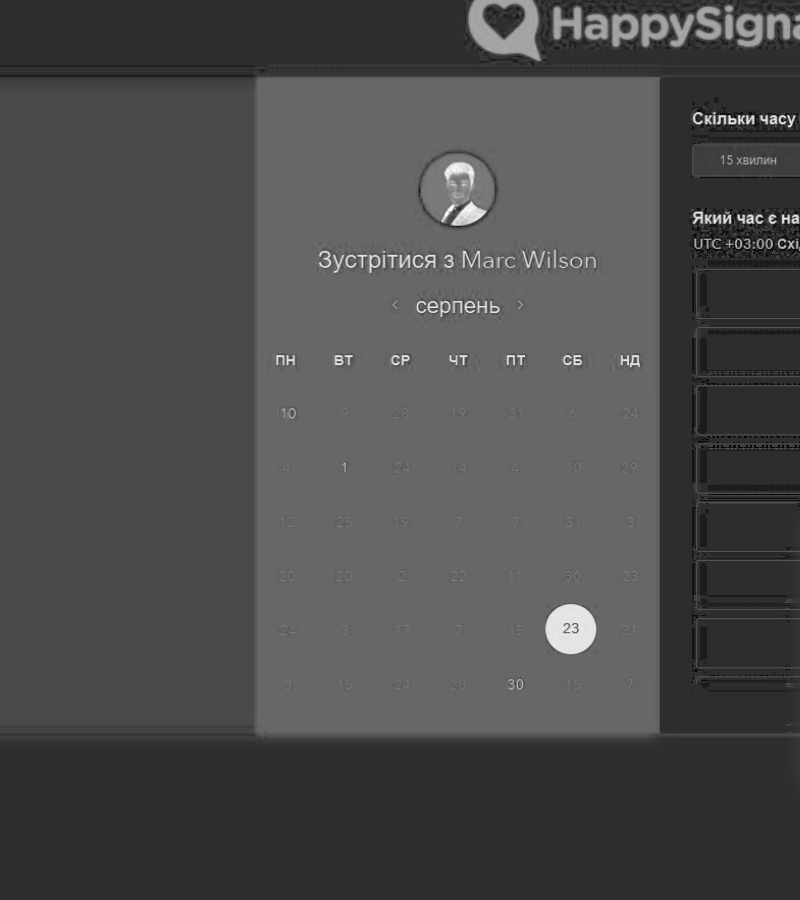 HappySigna
Зустрітися з Marc Wilson
серпень
ПН ВТ СР ЧТ ПТ СБ НД
10 9 28 19 31 6 24
4 1 24 14 4 10 29
12 25 19 7 7 31 3
20 20 2 22 11 30 23
24 3 17 7 15 23 21
3 15 24 28 30 15 7
Скільки часу
15 хвилин
Який час є на
UTC +03:00 Схі